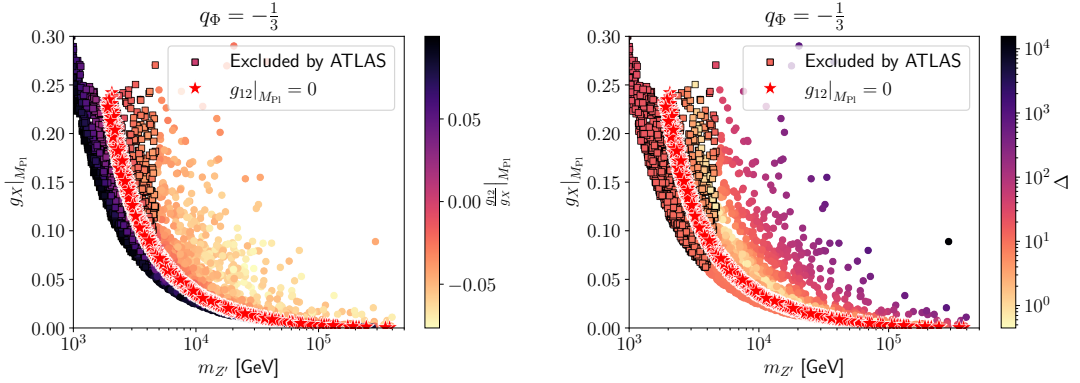 q_Φ = −1/3
0.30
0.25
0.20
0.15
0.10
0.05
0.00
g_X|_{M_Pl}
10^3
10^4
10^5
m_{Z'} [GeV]
Excluded by ATLAS
g_12|_{M_Pl} = 0
0.05
0.00
−0.05
g_12/g_X|_{M_Pl}
q_Φ = −1/3
0.30
0.25
0.20
0.15
0.10
0.05
0.00
g_X|_{M_Pl}
10^3
10^4
10^5
m_{Z'} [GeV]
Excluded by ATLAS
g_12|_{M_Pl} = 0
10^4
10^3
10^2
10^1
10^0
Δ